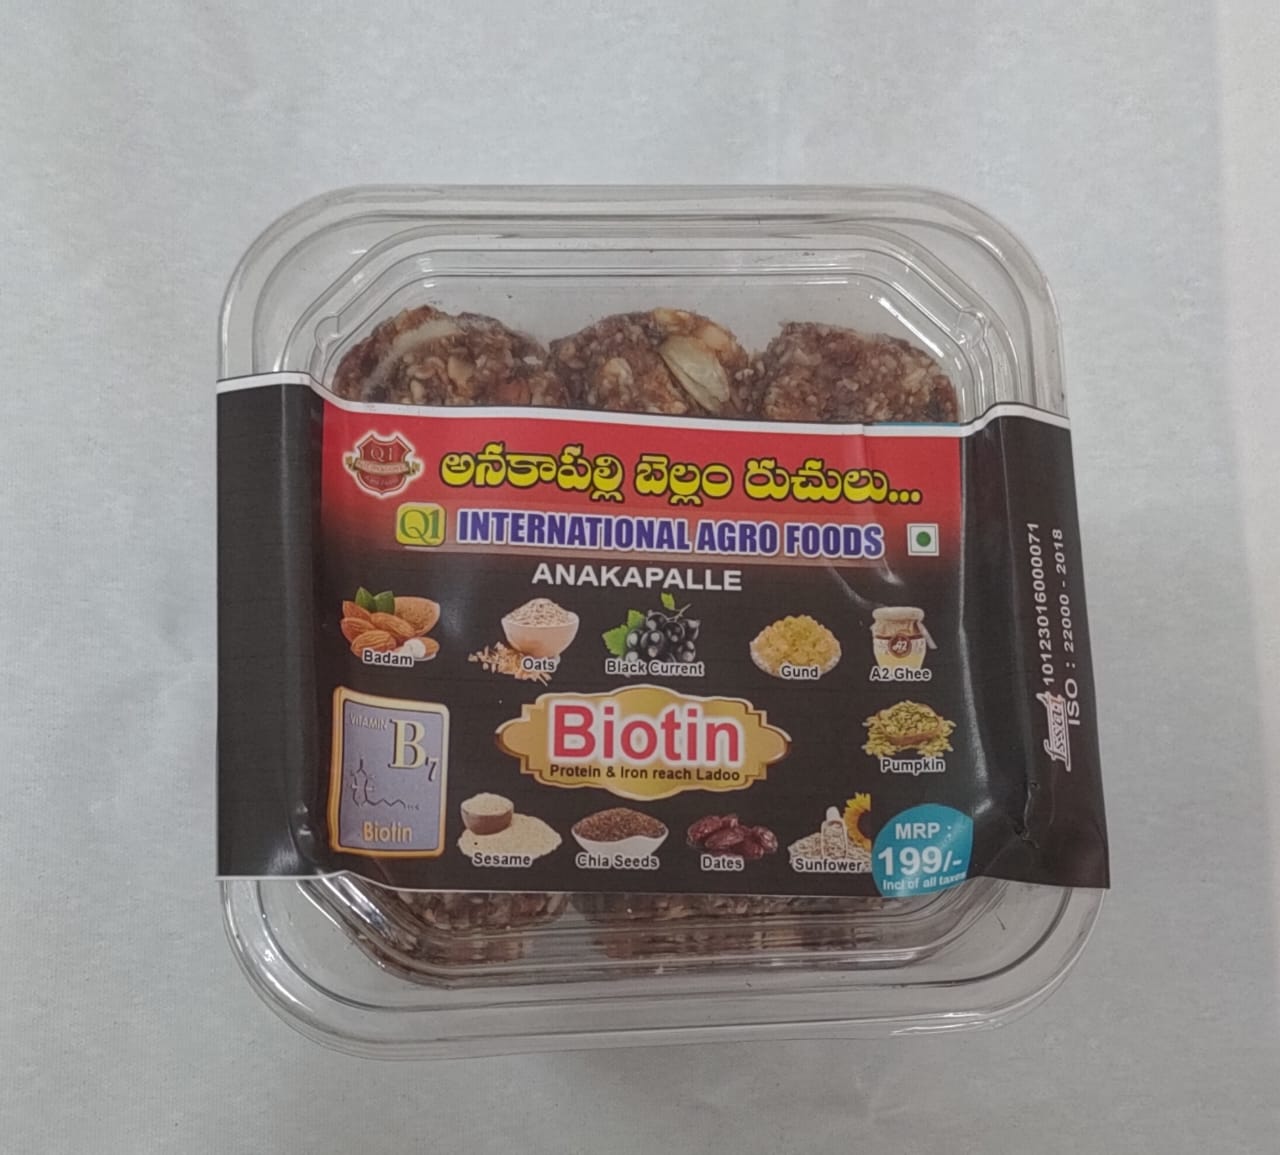 అనకాపల్లి బెల్లం రుచులు...
Q1 INTERNATIONAL AGRO FOODS
ANAKAPALLE
Badam
Oats
Black Current
Gund
A2 Ghee
VITAMIN
B7
Biotin
Biotin
Protein & Iron reach Ladoo
Pumpkin
Sesame
Chia Seeds
Dates
Sunfower
MRP :
199/-
Incl of all taxes
fssai 10123016000071
ISO : 22000 - 2018
Q1